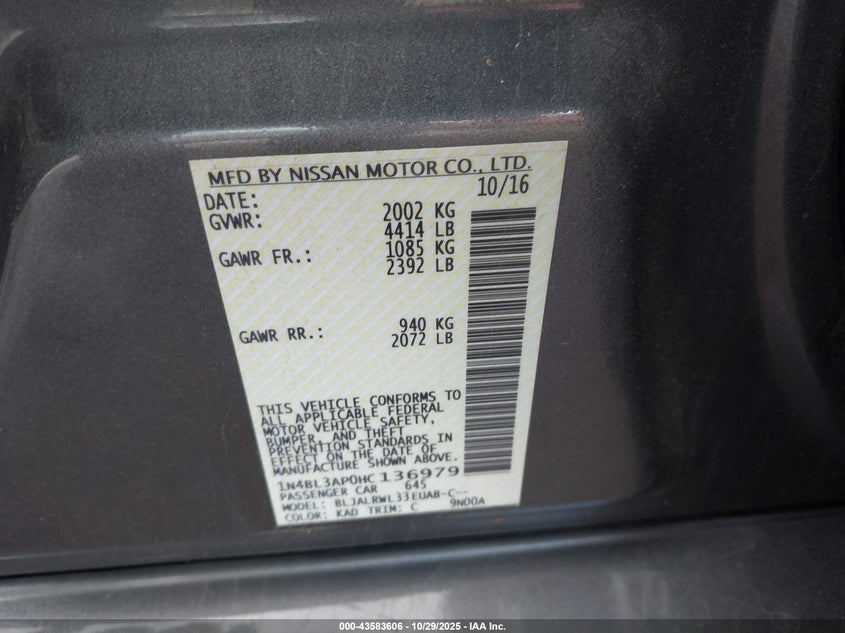 MFD BY NISSAN MOTOR CO., LTD.
DATE: 10/16
GVWR: 2002 KG
4414 LB
GAWR FR.: 1085 KG
2392 LB
GAWR RR.: 940 KG
2072 LB
THIS VEHICLE CONFORMS TO
ALL APPLICABLE FEDERAL
MOTOR VEHICLE SAFETY,
BUMPER, AND THEFT
PREVENTION STANDARDS IN
EFFECT ON THE DATE OF
MANUFACTURE SHOWN ABOVE.
1N4BL3AP0HC136979
PASSENGER CAR 645
MODEL: BLJALRWL33EUAB-C--
COLOR: KAD TRIM: C 9N00A
000-43583606 - 10/29/2025 - IAA Inc.